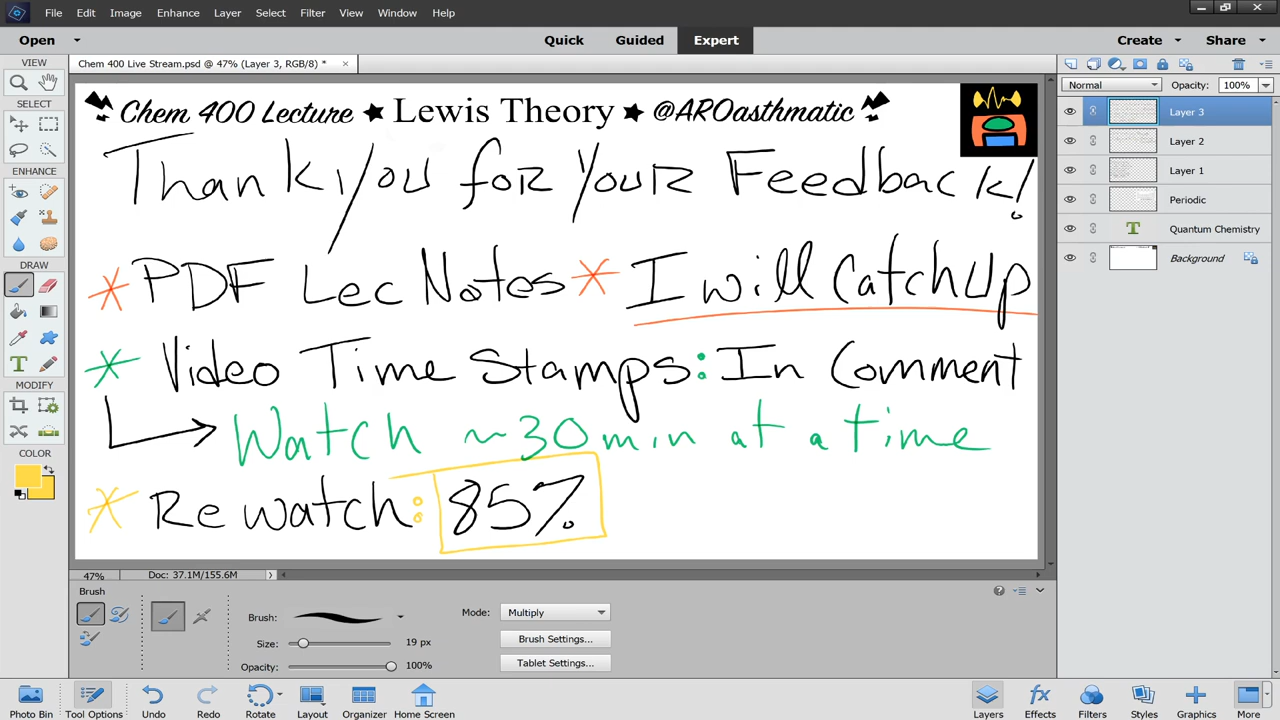 File Edit Image Enhance Layer Select Filter View Window Help
Open Quick Guided Expert Create Share
VIEW
SELECT
ENHANCE
DRAW
MODIFY
COLOR
Chem 400 Live Stream.psd @ 47% (Layer 3, RGB/8) *
Chem 400 Lecture ★ Lewis Theory ★ @AROasthmatic
Thank you for Your Feedback!
* PDF Lec Notes * I will Catch Up
* Video Time Stamps: In Comment
Watch ~30 min at a time
* Rewatch: 85%
Normal Opacity: 100%
Layer 3
Layer 2
Layer 1
Periodic
Quantum Chemistry
Background
47% Doc: 37.1M/155.6M
Brush
Brush:
Size: 19 px
Opacity: 100%
Mode: Multiply
Brush Settings...
Tablet Settings...
Photo Bin Tool Options Undo Redo Rotate Layout Organizer Home Screen Layers Effects Filters Styles Graphics More